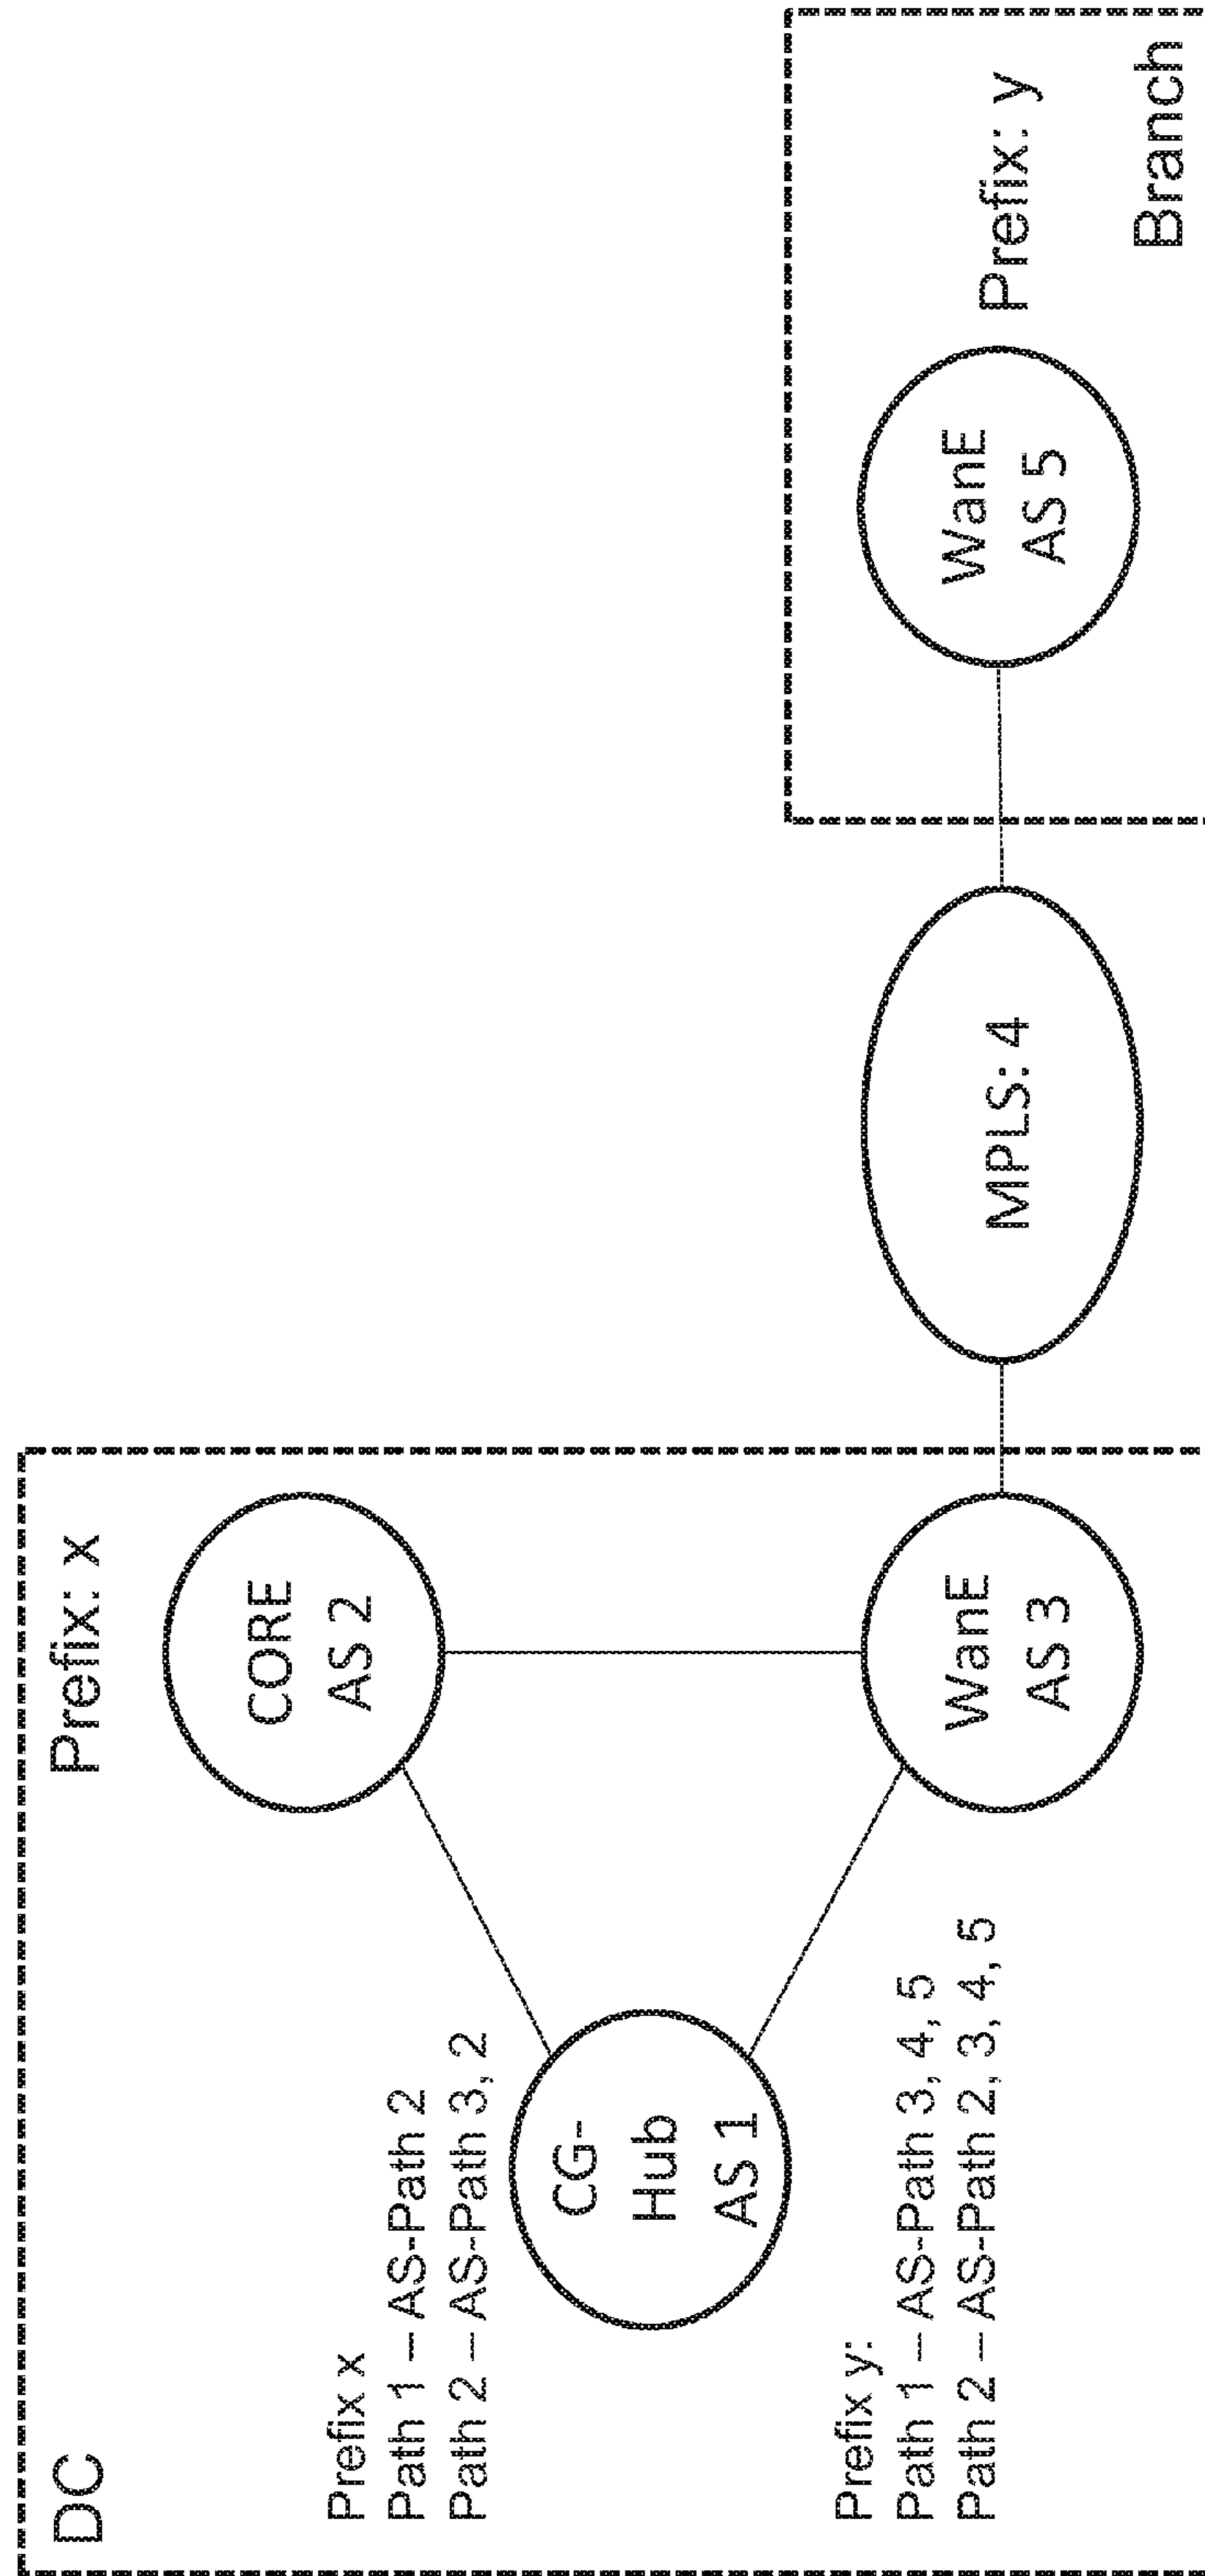 DC
Prefix: x
Prefix x
Path 1 – AS-Path 2
Path 2 – AS-Path 3, 2
CORE
AS 2
CG-
Hub
AS 1
Prefix y:
Path 1 – AS-Path 3, 4, 5
Path 2 – AS-Path 2, 3, 4, 5
WanE
AS 3
MPLS: 4
WanE
AS 5
Prefix: y
Branch